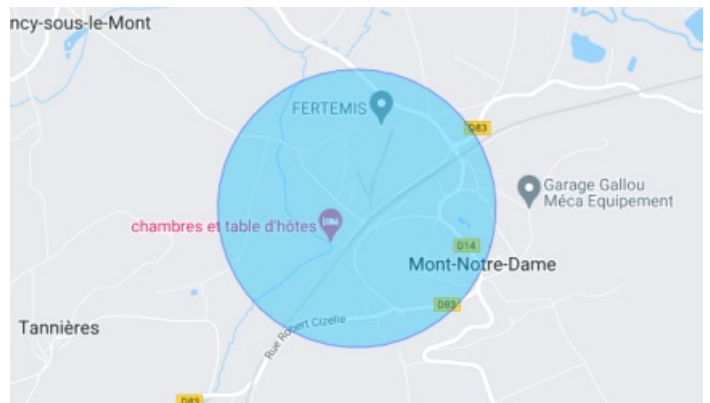 ncy-sous-le-Mont
FERTEMIS
D83
Garage Gallou
Méca Equipement
chambres et table d'hôtes
D14
Mont-Notre-Dame
D83
Rue Robert Cizelle
Tannières
D83